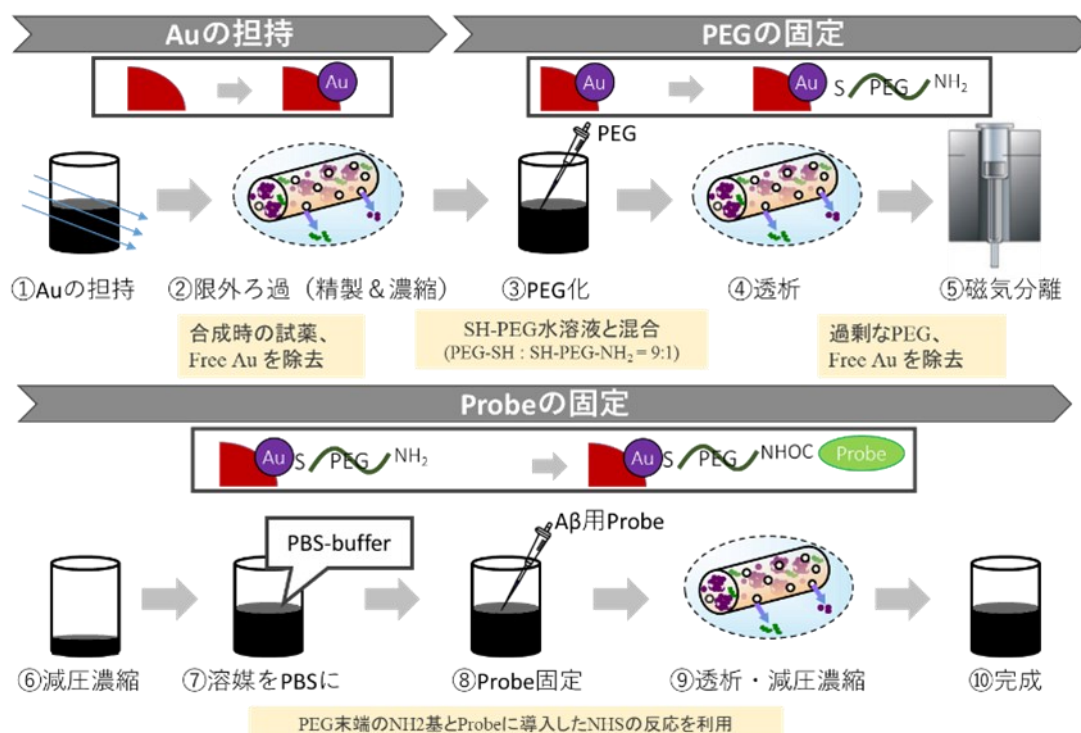 Auの担持
PEGの固定
Au
Au
Au
S
PEG
NH₂
PEG
①Auの担持
②限外ろ過（精製＆濃縮）
③PEG化
④透析
⑤磁気分離
合成時の試薬、
Free Au を除去
SH-PEG水溶液と混合
(PEG-SH : SH-PEG-NH₂ = 9:1)
過剰なPEG、
Free Au を除去
Probeの固定
Au
S
PEG
NH₂
Au
S
PEG
NHOC
Probe
PBS-buffer
Aβ用Probe
⑥減圧濃縮
⑦溶媒をPBSに
⑧Probe固定
⑨透析・減圧濃縮
⑩完成
PEG末端のNH2基とProbeに導入したNHSの反応を利用